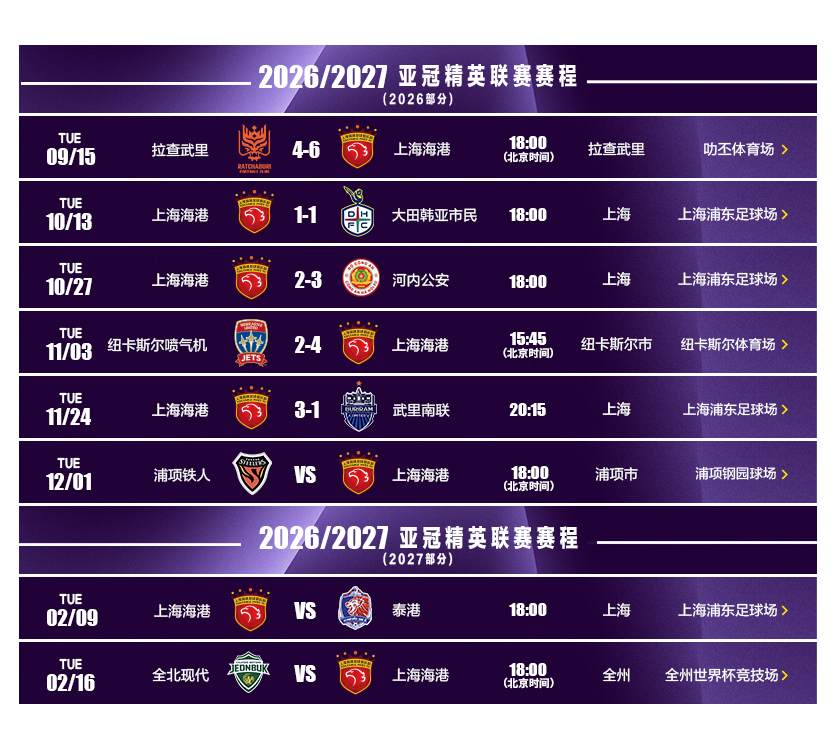 2026/2027 亚冠精英联赛赛程
(2026部分)
TUE
09/15 拉查武里 RATCHABURI 4-6 上海海港 18:00 (北京时间) 拉查武里 叻丕体育场 >
TUE
10/13 上海海港 1-1 大田韩亚市民 18:00 上海 上海浦东足球场 >
TUE
10/27 上海海港 2-3 河内公安 18:00 上海 上海浦东足球场 >
TUE
11/03 纽卡斯尔喷气机 JETS 2-4 上海海港 15:45 (北京时间) 纽卡斯尔市 纽卡斯尔体育场 >
TUE
11/24 上海海港 3-1 BURIRAM 武里南联 20:15 上海 上海浦东足球场 >
TUE
12/01 浦项铁人 STEELERS VS 上海海港 18:00 (北京时间) 浦项市 浦项钢园球场 >
2026/2027 亚冠精英联赛赛程
(2027部分)
TUE
02/09 上海海港 VS 泰港 18:00 上海 上海浦东足球场 >
TUE
02/16 全北现代 JEONBUK VS 上海海港 18:00 (北京时间) 全州 全州世界杯竞技场 >